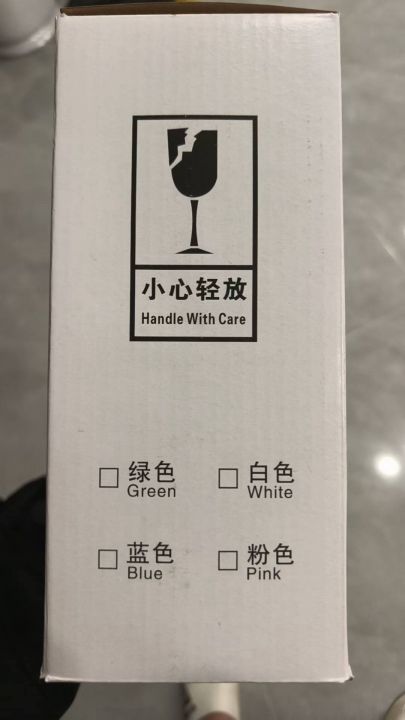 小心轻放
Handle With Care
□ 绿色 □ 白色
Green White
□ 蓝色 □ 粉色
Blue Pink